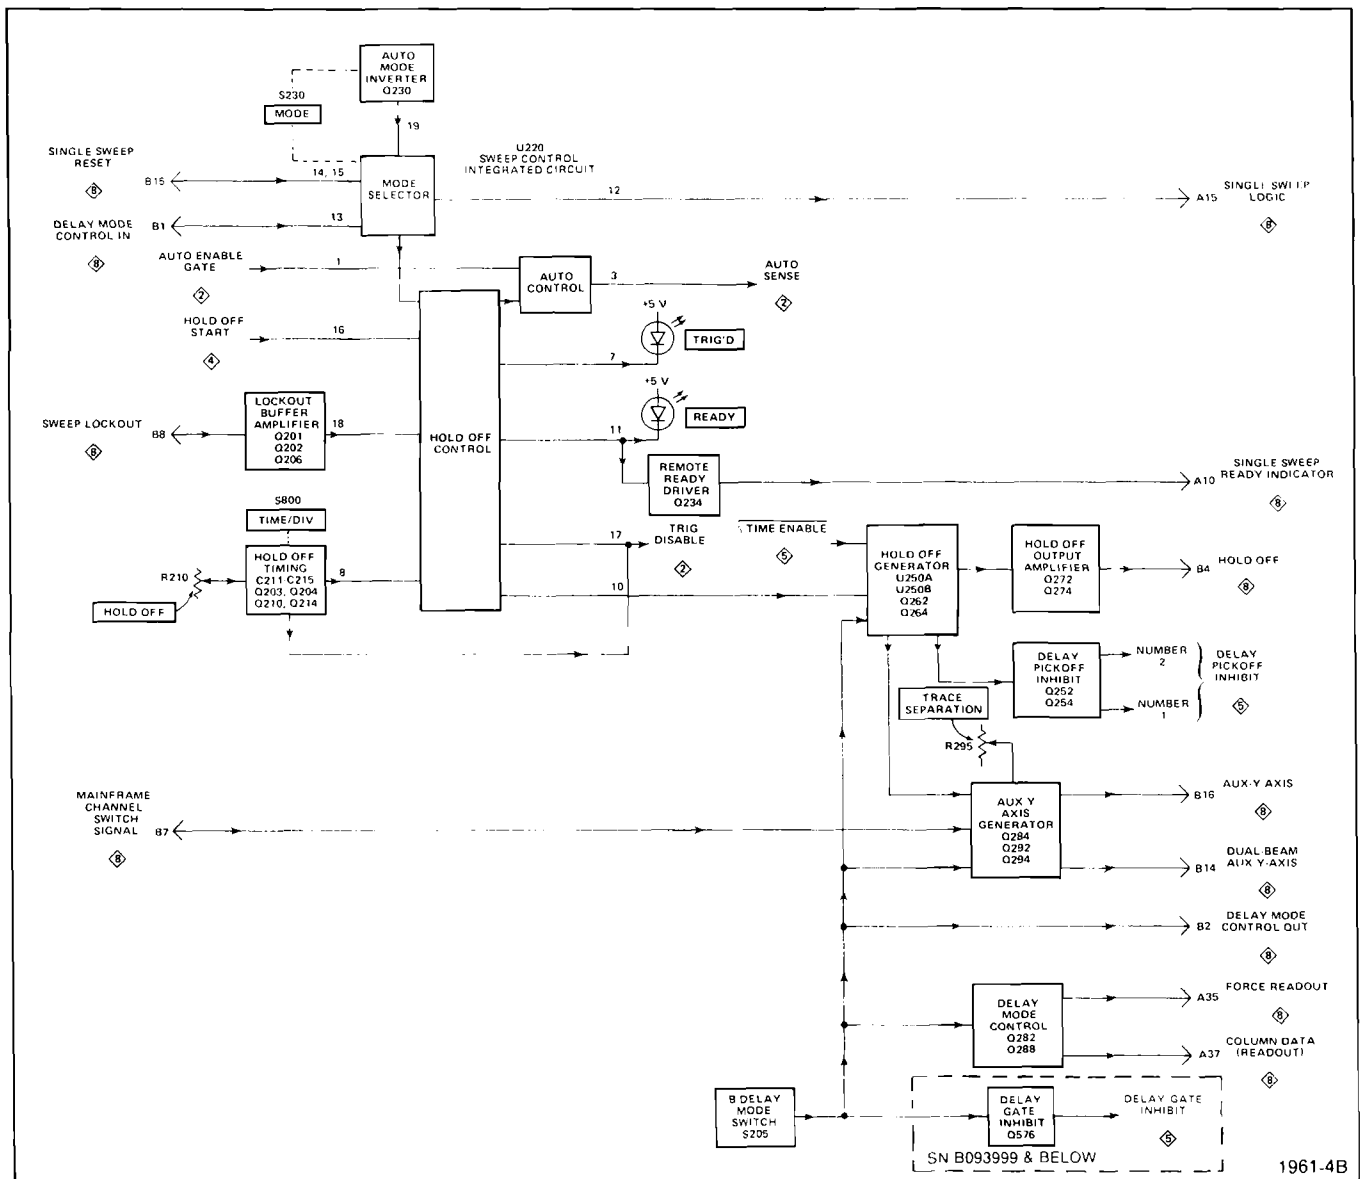 AUTO
MODE
INVERTER
Q230
S230
MODE
19
SINGLE SWEEP
RESET
8
B15
14, 15
MODE
SELECTOR
U220
SWEEP CONTROL
INTEGRATED CIRCUIT
12
A15
SINGLE SWEEP
LOGIC
8
DELAY MODE
CONTROL IN
8
B1
13
AUTO ENABLE
GATE
2
1
AUTO
CONTROL
3
AUTO
SENSE
2
HOLD OFF
START
4
16
+5 V
TRIG'D
7
+5 V
READY
11
SWEEP LOCKOUT
8
B8
LOCKOUT
BUFFER
AMPLIFIER
Q201
Q202
Q206
18
HOLD OFF
CONTROL
REMOTE
READY
DRIVER
Q234
A10
SINGLE SWEEP
READY INDICATOR
8
S800
TIME/DIV
R210
HOLD OFF
HOLD OFF
TIMING
C211 C215
Q203, Q204
Q210, Q214
8
17
TRIG
DISABLE
2
TIME ENABLE
5
10
HOLD OFF
GENERATOR
U250A
U250B
Q262
Q264
HOLD OFF
OUTPUT
AMPLIFIER
Q272
Q274
B4
HOLD OFF
8
DELAY
PICKOFF
INHIBIT
Q252
Q254
NUMBER
2
NUMBER
1
DELAY
PICKOFF
INHIBIT
5
TRACE
SEPARATION
R295
MAINFRAME
CHANNEL
SWITCH
SIGNAL
8
B7
AUX Y
AXIS
GENERATOR
Q284
Q292
Q294
B16
AUX-Y AXIS
8
B14
DUAL-BEAM
AUX Y-AXIS
8
B2
DELAY MODE
CONTROL OUT
8
DELAY
MODE
CONTROL
Q282
Q288
A35
FORCE READOUT
8
A37
COLUMN DATA
(READOUT)
8
B DELAY
MODE
SWITCH
S205
DELAY
GATE
INHIBIT
Q576
DELAY GATE
INHIBIT
5
SN B093999 & BELOW
1961-4B